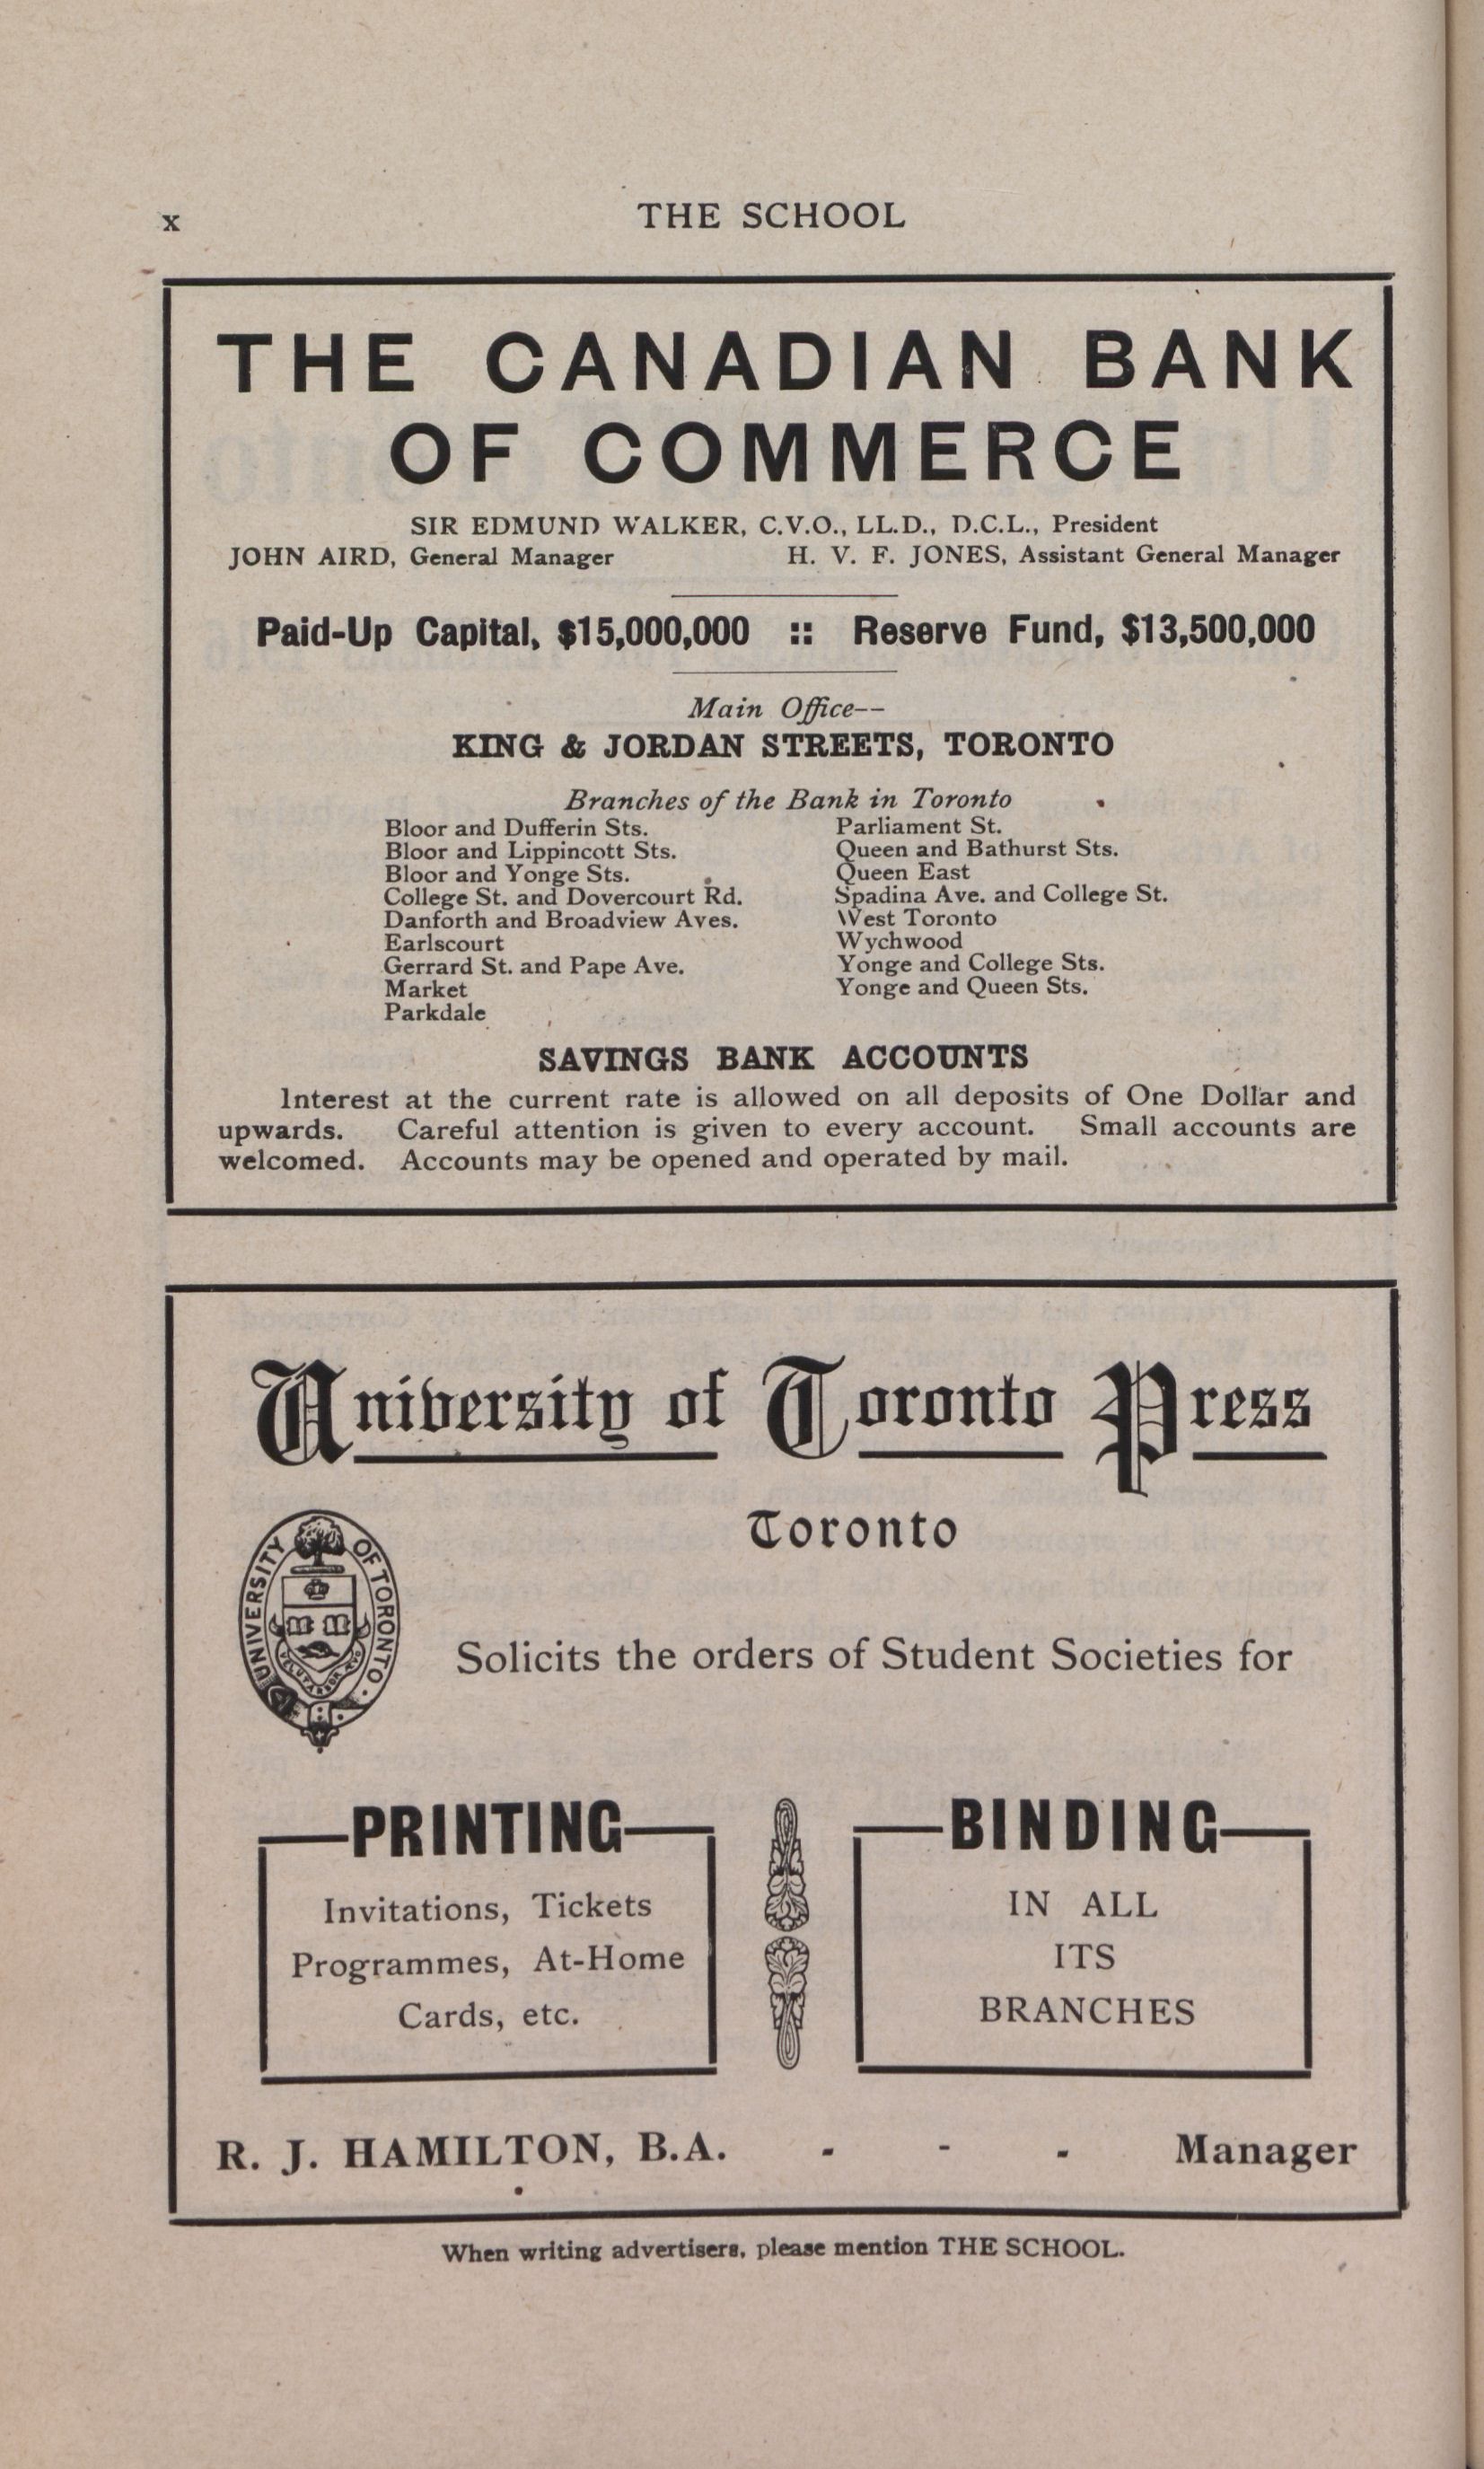 x
THE SCHOOL
THE CANADIAN BANK
OF COMMERCE
SIR EDMUND WALKER, C.V.O., LL.D., D.C.L., President
JOHN AIRD, General Manager H. V. F. JONES, Assistant General Manager
Paid-Up Capital, $15,000,000 :: Reserve Fund, $13,500,000
Main Office--
KING & JORDAN STREETS, TORONTO
Branches of the Bank in Toronto
Bloor and Dufferin Sts.
Bloor and Lippincott Sts.
Bloor and Yonge Sts.
College St. and Dovercourt Rd.
Danforth and Broadview Aves.
Earlscourt
Gerrard St. and Pape Ave.
Market
Parkdale
Parliament St.
Queen and Bathurst Sts.
Queen East
Spadina Ave. and College St.
West Toronto
Wychwood
Yonge and College Sts.
Yonge and Queen Sts.
SAVINGS BANK ACCOUNTS
Interest at the current rate is allowed on all deposits of One Dollar and
upwards. Careful attention is given to every account. Small accounts are
welcomed. Accounts may be opened and operated by mail.
University of Toronto Press
Toronto
UNIVERSITY OF TORONTO
Solicits the orders of Student Societies for
PRINTING
Invitations, Tickets
Programmes, At-Home
Cards, etc.
BINDING
IN ALL
ITS
BRANCHES
R. J. HAMILTON, B.A. - - - Manager
When writing advertisers, please mention THE SCHOOL.